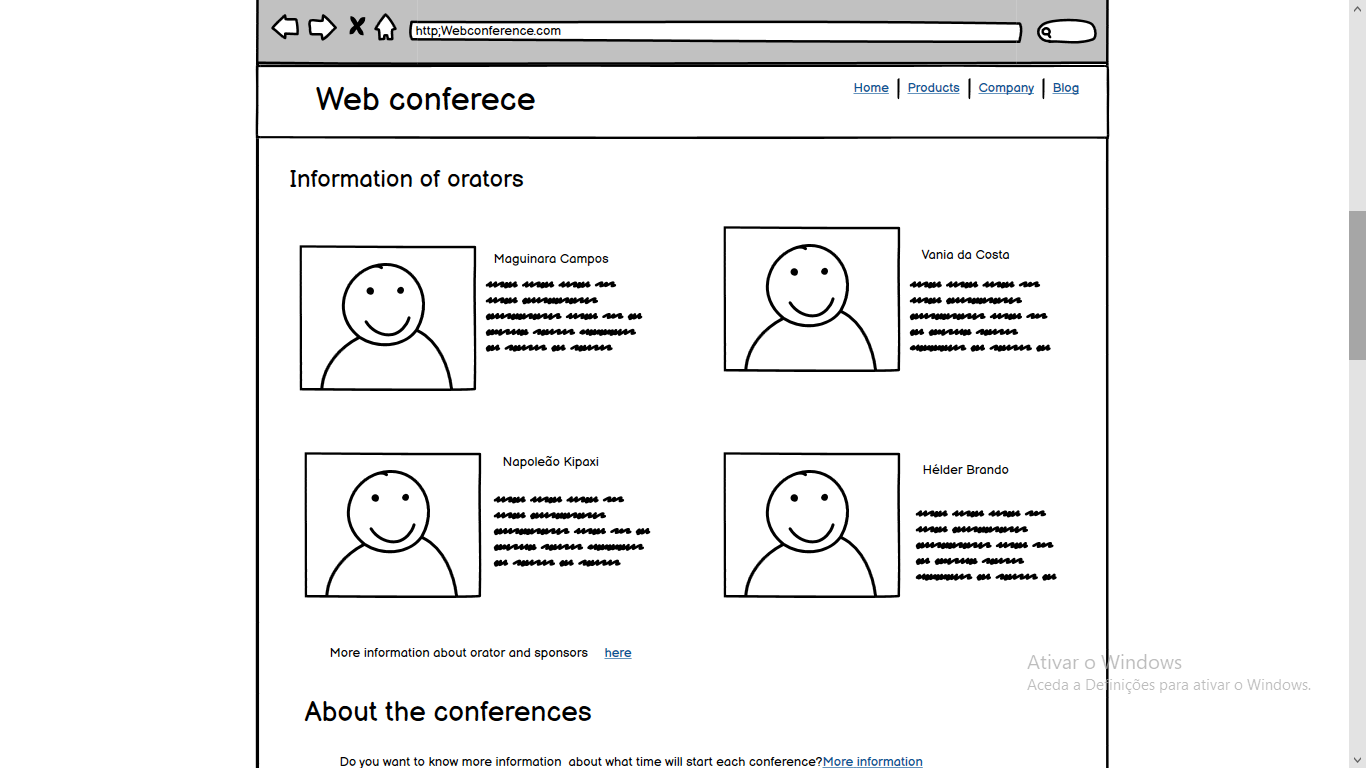 http;Webconference.com
Web conferece
Home
Products
Company
Blog
Information of orators
Maguinara Campos
Vania da Costa
Napoleão Kipaxi
Hélder Brando
More information about orator and sponsors here
Ativar o Windows
Aceda a Definições para ativar o Windows.
About the conferences
Do you want to know more information about what time will start each conference?More information